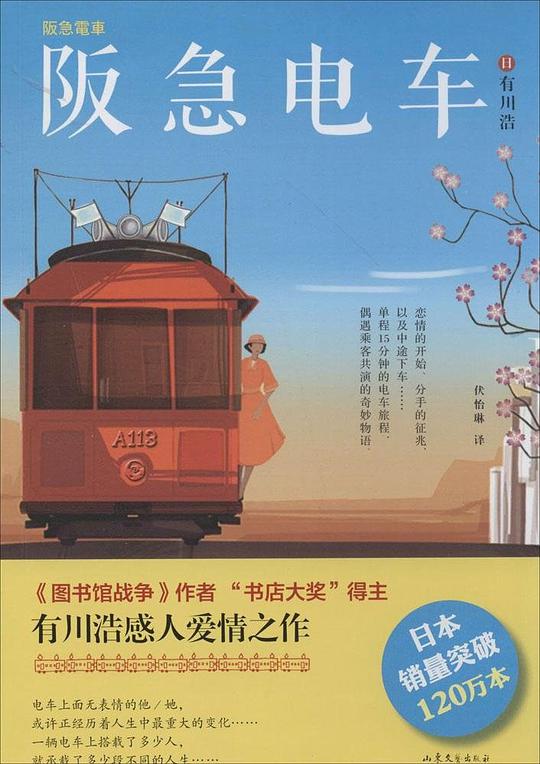 阪急電車
阪急电车
日
有川浩
恋情的开始、分手的征兆、
以及中途下车……
单程15分钟的电车旅程，
偶遇乘客共演的奇妙物语。
伏怡琳 译
A113
《图书馆战争》作者“书店大奖”得主
有川浩感人爱情之作
日本
销量突破
120万本
电车上面无表情的他/她，
或许正经历着人生中最重大的变化……
一辆电车上搭载了多少人，
就承载了多少段不同的人生……
山东文艺出版社